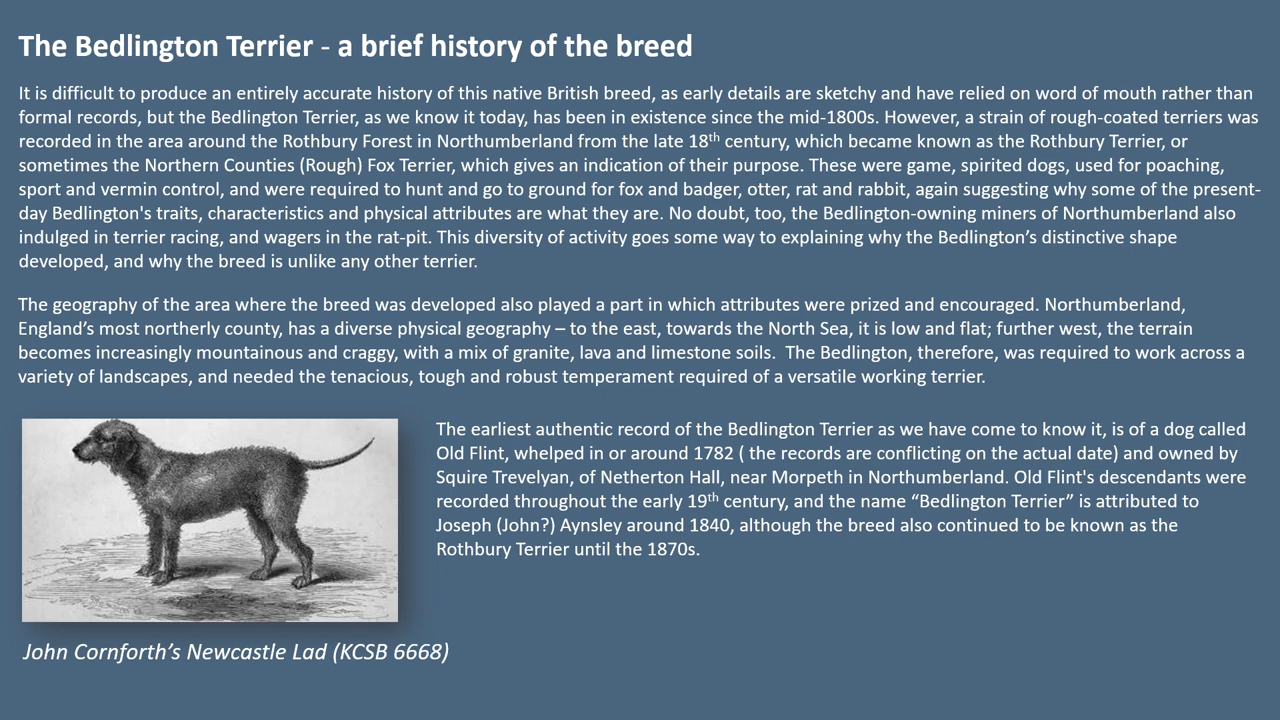 The Bedlington Terrier - a brief history of the breed
It is difficult to produce an entirely accurate history of this native British breed, as early details are sketchy and have relied on word of mouth rather than
formal records, but the Bedlington Terrier, as we know it today, has been in existence since the mid-1800s. However, a strain of rough-coated terriers was
recorded in the area around the Rothbury Forest in Northumberland from the late 18th century, which became known as the Rothbury Terrier, or
sometimes the Northern Counties (Rough) Fox Terrier, which gives an indication of their purpose. These were game, spirited dogs, used for poaching,
sport and vermin control, and were required to hunt and go to ground for fox and badger, otter, rat and rabbit, again suggesting why some of the present-
day Bedlington's traits, characteristics and physical attributes are what they are. No doubt, too, the Bedlington-owning miners of Northumberland also
indulged in terrier racing, and wagers in the rat-pit. This diversity of activity goes some way to explaining why the Bedlington’s distinctive shape
developed, and why the breed is unlike any other terrier.
The geography of the area where the breed was developed also played a part in which attributes were prized and encouraged. Northumberland,
England’s most northerly county, has a diverse physical geography – to the east, towards the North Sea, it is low and flat; further west, the terrain
becomes increasingly mountainous and craggy, with a mix of granite, lava and limestone soils.  The Bedlington, therefore, was required to work across a
variety of landscapes, and needed the tenacious, tough and robust temperament required of a versatile working terrier.
The earliest authentic record of the Bedlington Terrier as we have come to know it, is of a dog called
Old Flint, whelped in or around 1782 ( the records are conflicting on the actual date) and owned by
Squire Trevelyan, of Netherton Hall, near Morpeth in Northumberland. Old Flint's descendants were
recorded throughout the early 19th century, and the name “Bedlington Terrier” is attributed to
Joseph (John?) Aynsley around 1840, although the breed also continued to be known as the
Rothbury Terrier until the 1870s.
John Cornforth’s Newcastle Lad (KCSB 6668)